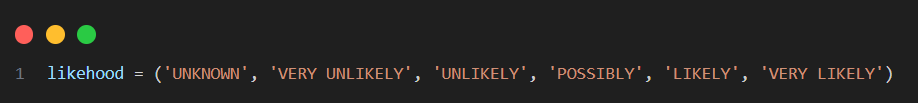 1 likehood = ('UNKNOWN', 'VERY UNLIKELY', 'UNLIKELY', 'POSSIBLY', 'LIKELY', 'VERY LIKELY')